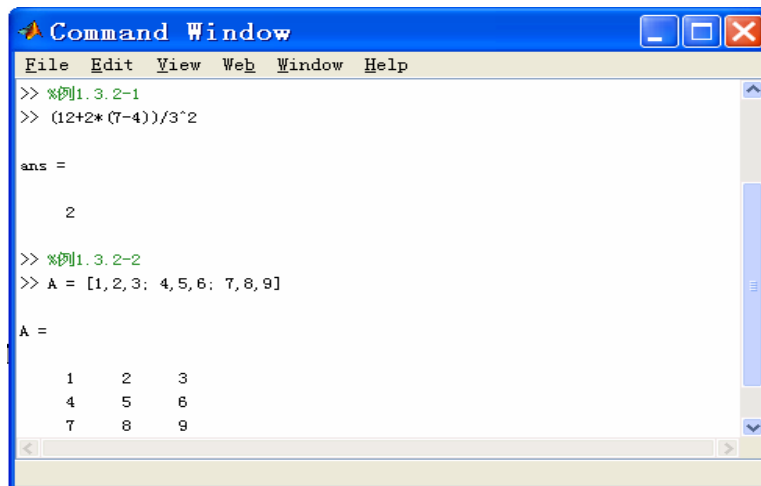 Command Window
File Edit View Web Window Help
>> %例1.3.2-1
>> (12+2*(7-4))/3^2
ans =
2
>> %例1.3.2-2
>> A = [1,2,3; 4,5,6; 7,8,9]
A =
1 2 3
4 5 6
7 8 9